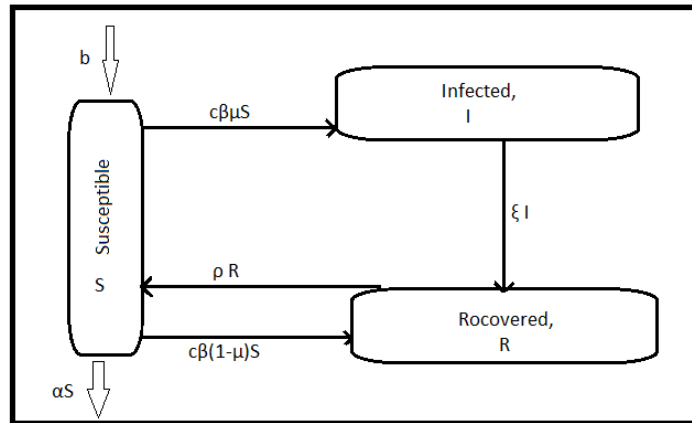 b
cβμS
Infected,
I
Susceptible
S
ξ I
ρ R
Rocovered,
R
cβ(1-μ)S
αS